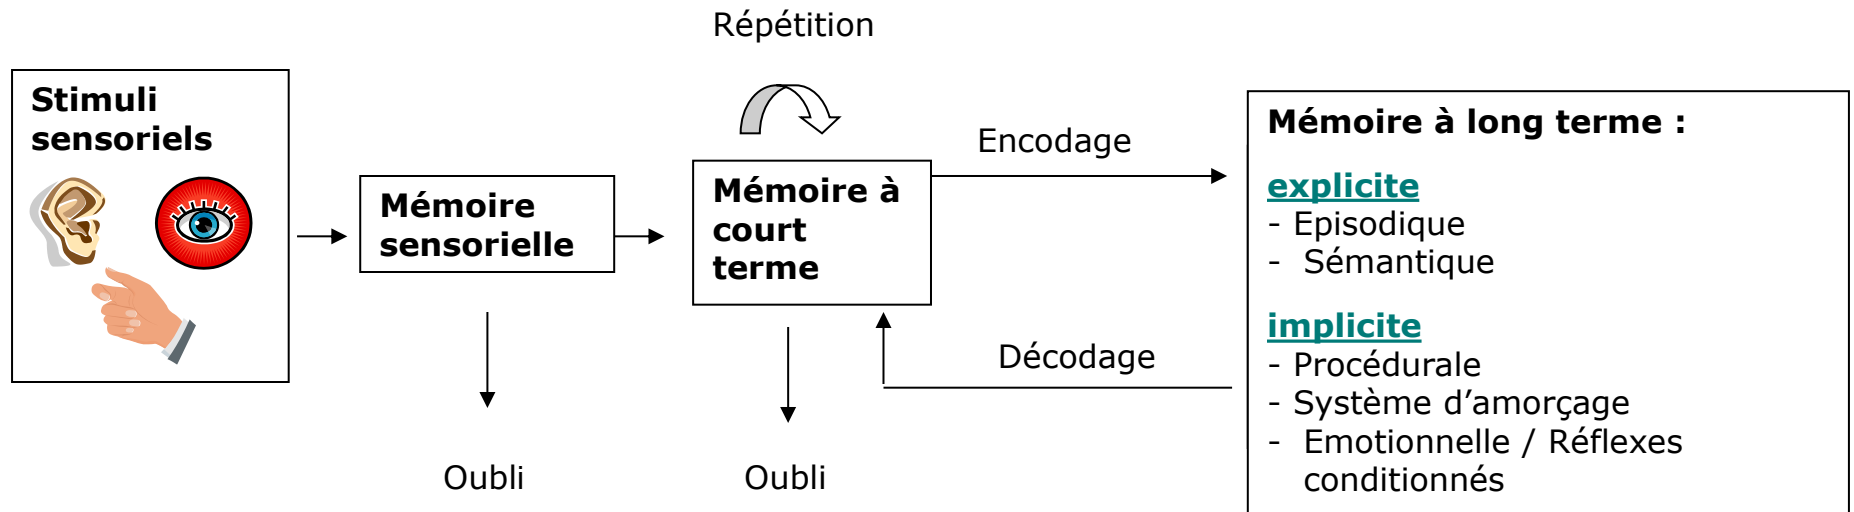 Répétition
Stimuli
sensoriels
Mémoire
sensorielle
Mémoire à
court
terme
Encodage
Décodage
Oubli
Oubli
Mémoire à long terme :
explicite
- Episodique
- Sémantique
implicite
- Procédurale
- Système d’amorçage
- Emotionnelle / Réflexes
conditionnés